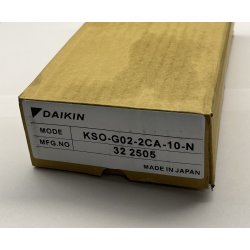 DAIKIN
MODE KSO-G02-2CA-10-N
MFG.NO 32 2505
MADE IN JAPAN